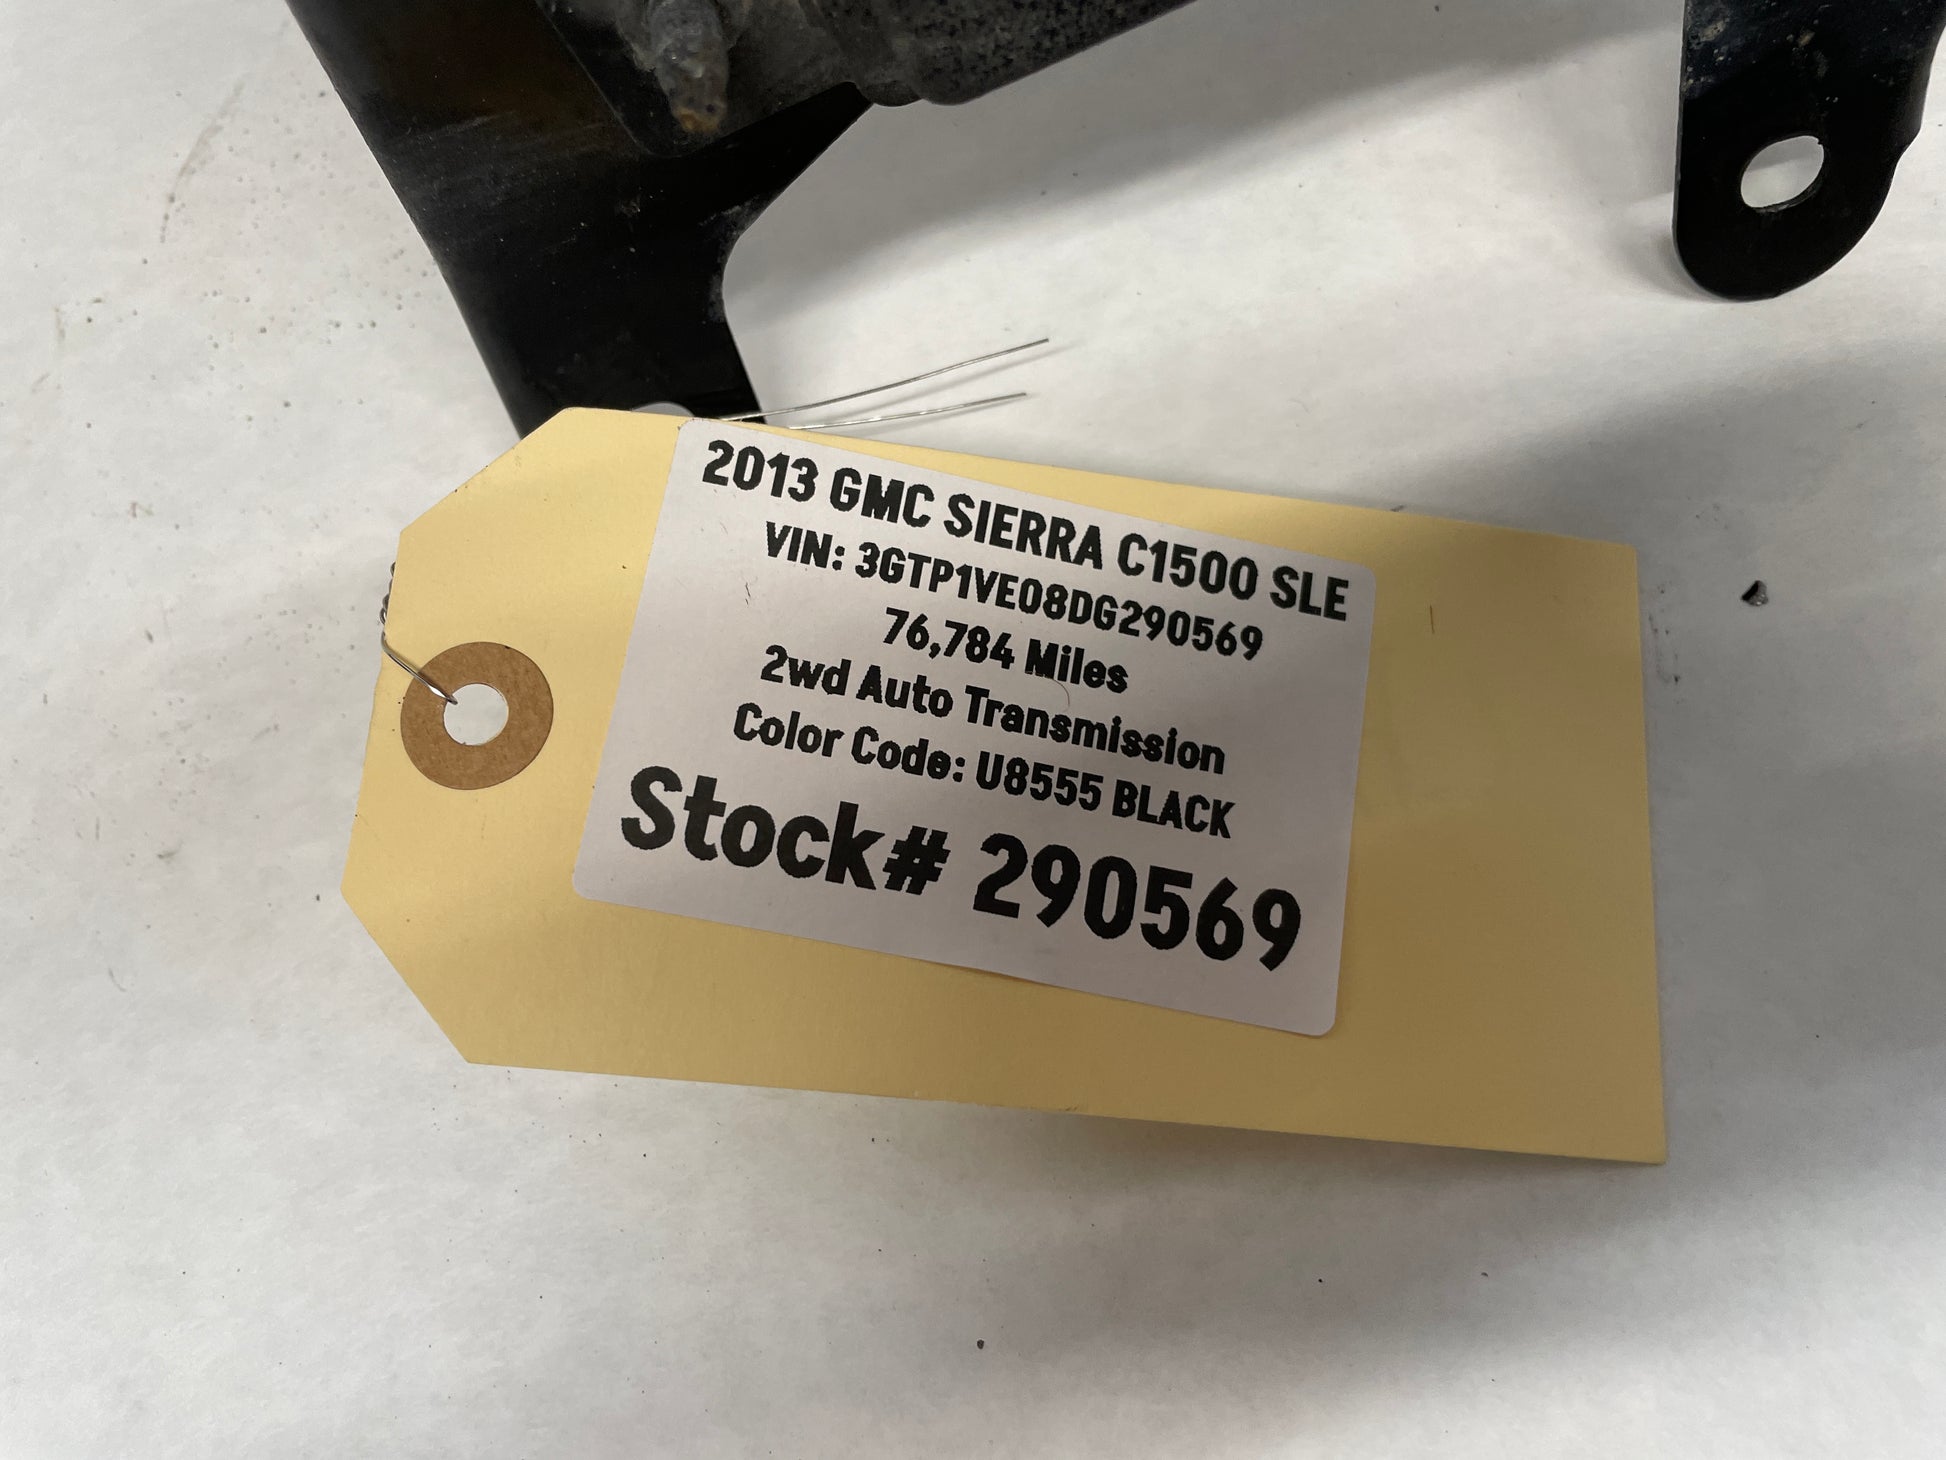 2013 GMC SIERRA C1500 SLE
VIN: 3GTP1VE08DG290569
76,784 Miles
2wd Auto Transmission
Color Code: U8555 BLACK
Stock# 290569